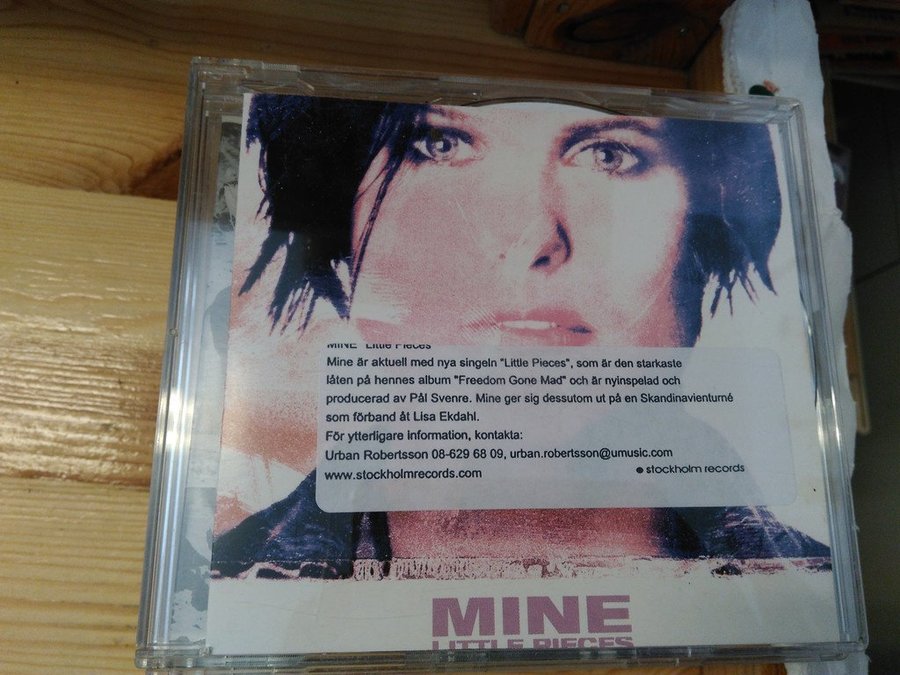 MINE "Little Pieces"
Mine är aktuell med nya singeln "Little Pieces", som är den starkaste
låten på hennes album "Freedom Gone Mad" och är nyinspelad och
producerad av Pål Svenre. Mine ger sig dessutom ut på en Skandinavienturné
som förband åt Lisa Ekdahl.
För ytterligare information, kontakta:
Urban Robertsson 08-629 68 09, urban.robertsson@umusic.com
www.stockholmrecords.com
stockholm records
MINE
LITTLE PIECES